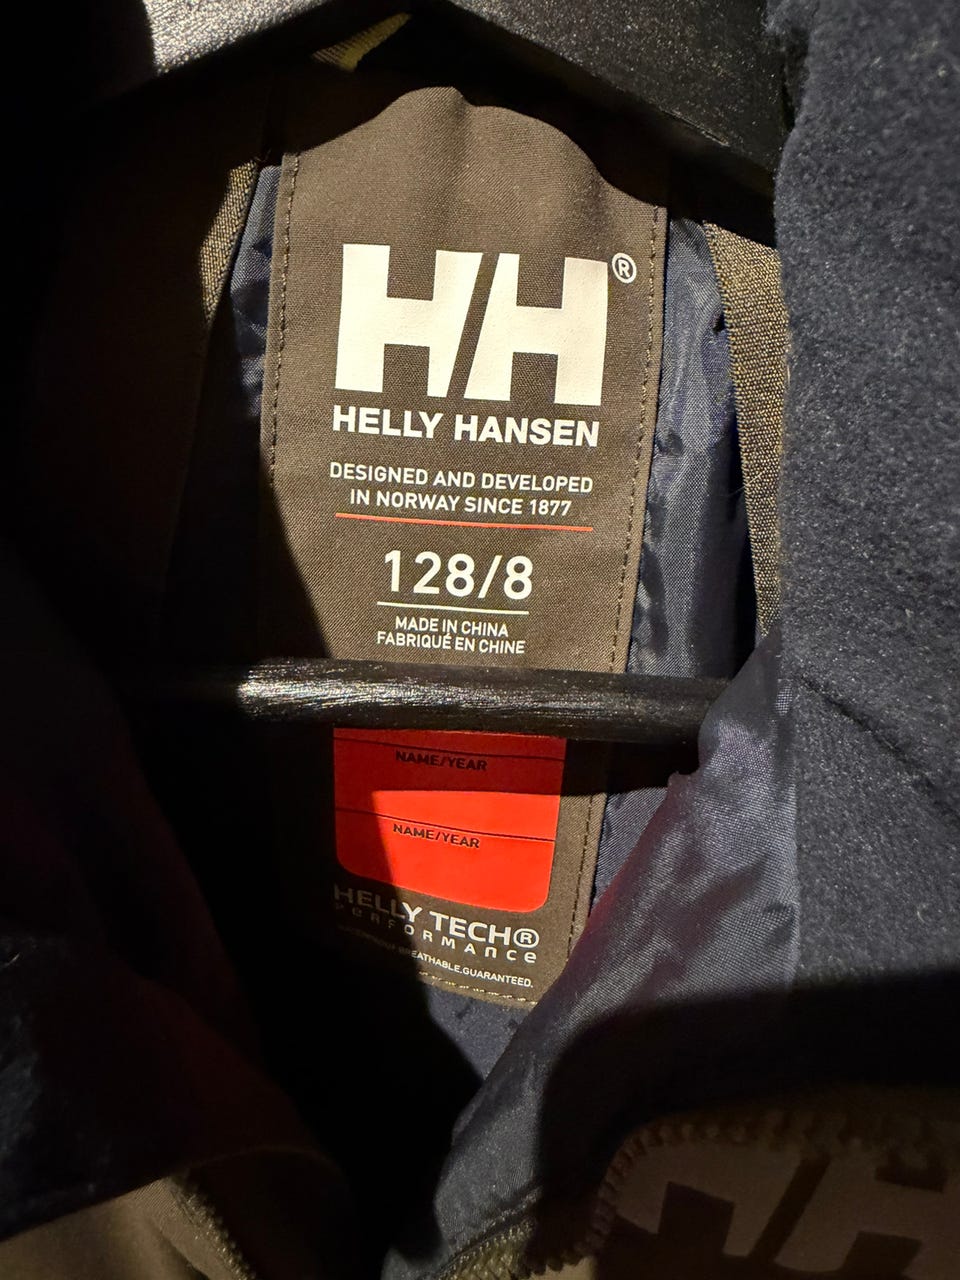 HH®
HELLY HANSEN
DESIGNED AND DEVELOPED
IN NORWAY SINCE 1877
128/8
MADE IN CHINA
FABRIQUÉ EN CHINE
NAME/YEAR
NAME/YEAR
HELLY TECH®
PERFORMANCE
BREATHABLE.GUARANTEED.
HH